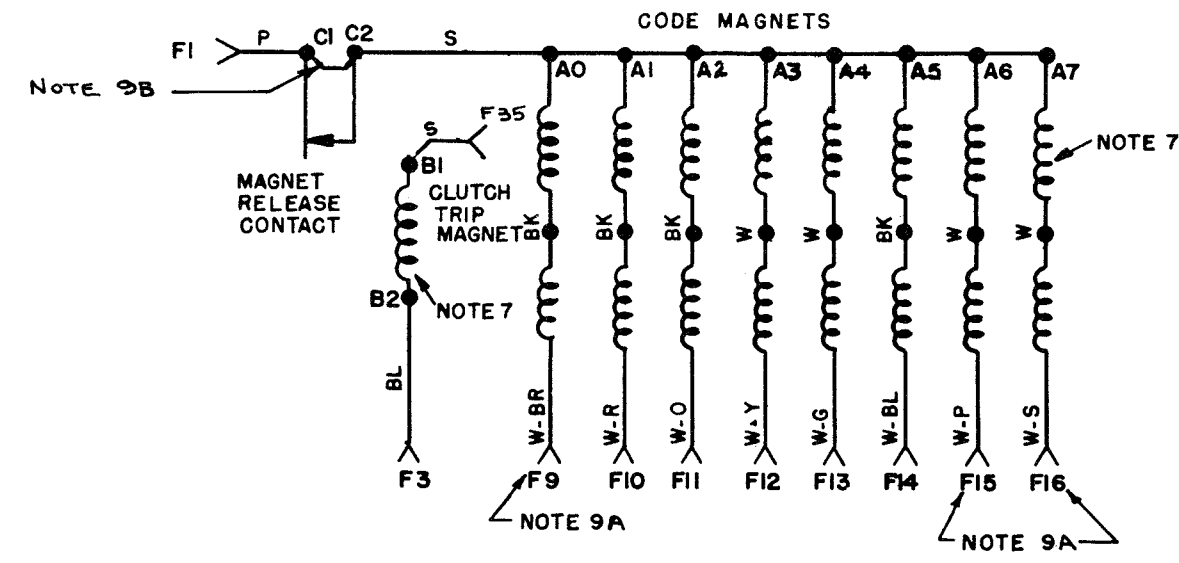 CODE MAGNETS
F1 P C1 C2 S
A0 A1 A2 A3 A4 A5 A6 A7
NOTE 9B
F35
S
B1
NOTE 7
MAGNET
RELEASE
CONTACT
CLUTCH
TRIP
MAGNET
BK BK BK W W BK W W
B2
NOTE 7
BL
W-BR W-R W-O W-Y W-G W-BL W-P W-S
F3 F9 F10 F11 F12 F13 F14 F15 F16
NOTE 9A
NOTE 9A